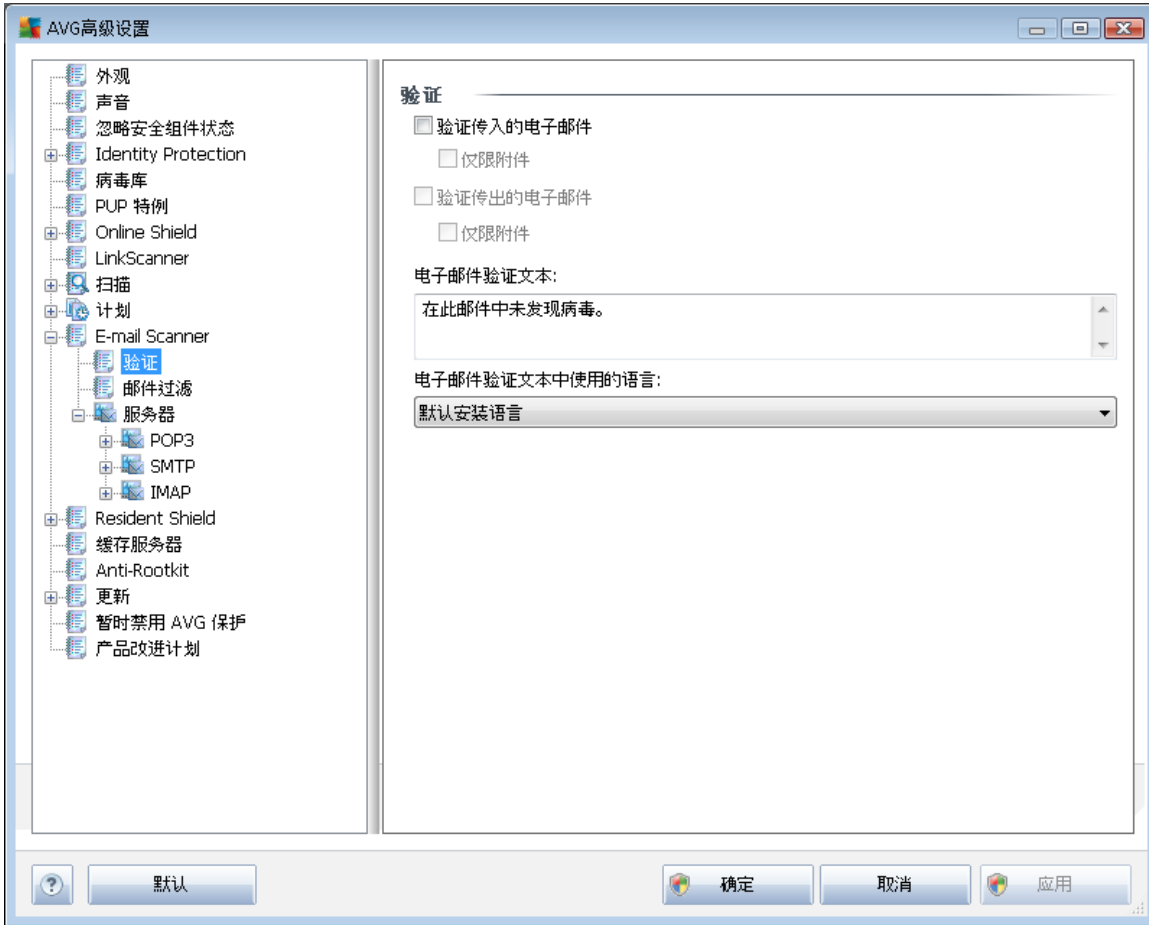 AVG高级设置
外观
声音
忽略安全组件状态
Identity Protection
病毒库
PUP 特例
Online Shield
LinkScanner
扫描
计划
E-mail Scanner
验证
邮件过滤
服务器
POP3
SMTP
IMAP
Resident Shield
缓存服务器
Anti-Rootkit
更新
暂时禁用 AVG 保护
产品改进计划
验证
验证传入的电子邮件
仅限附件
验证传出的电子邮件
仅限附件
电子邮件验证文本:
在此邮件中未发现病毒。
电子邮件验证文本中使用的语言:
默认安装语言
?
默认
确定
取消
应用